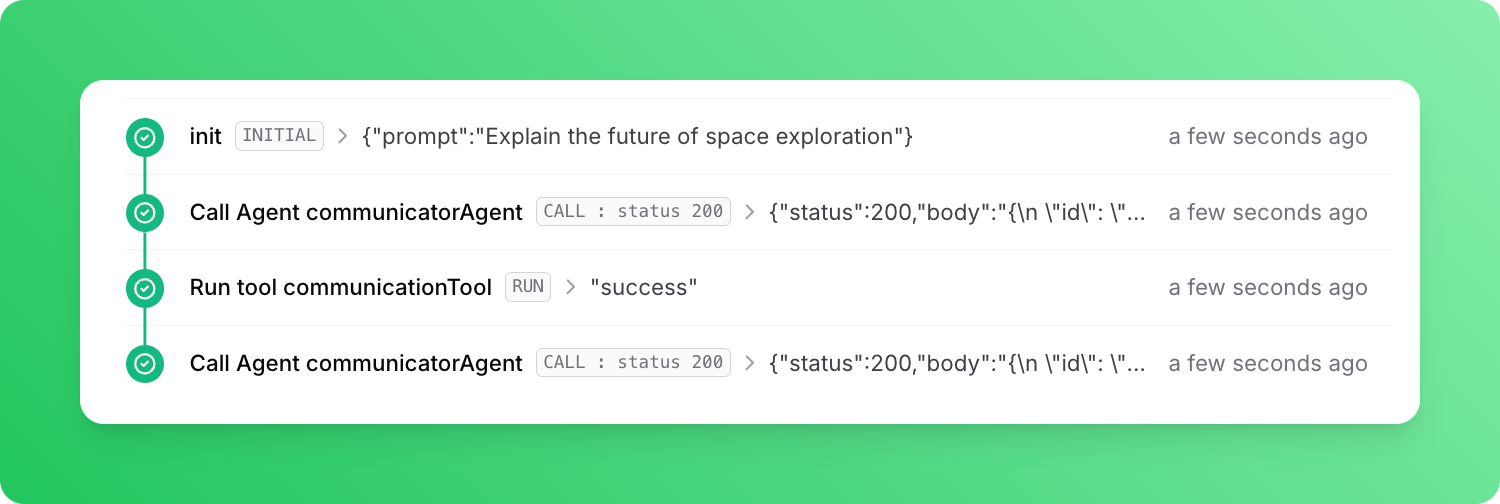 init INITIAL > {"prompt":"Explain the future of space exploration"} a few seconds ago
Call Agent communicatorAgent CALL : status 200 > {"status":200,"body":"{\n \"id\": \"... a few seconds ago
Run tool communicationTool RUN > "success" a few seconds ago
Call Agent communicatorAgent CALL : status 200 > {"status":200,"body":"{\n \"id\": \"... a few seconds ago